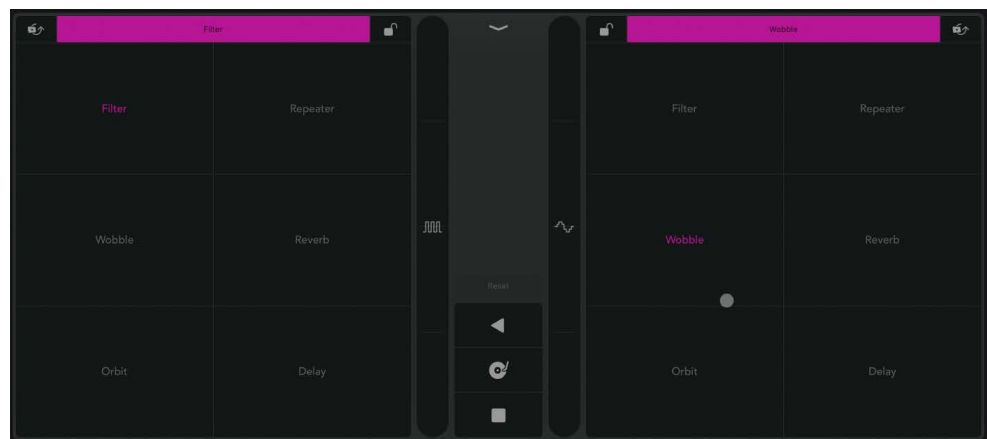 Filter
Wobble
Filter
Repeater
Filter
Repeater
Wobble
Reverb
Wobble
Reverb
Reset
Orbit
Delay
Orbit
Delay